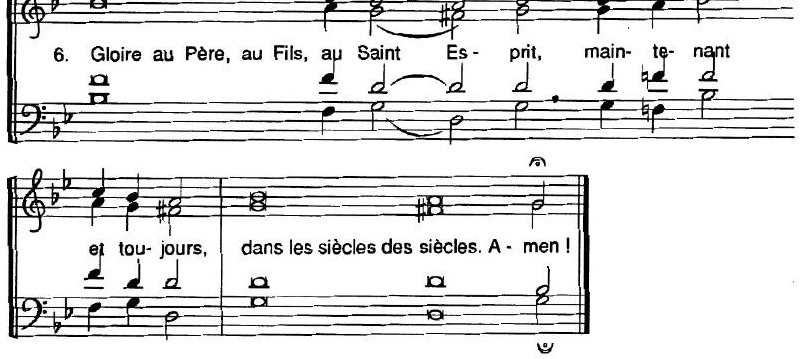 6. Gloire au Père, au Fils, au Saint Es - prit, main- te- nant
et tou- jours, dans les siècles des siècles. A - men !